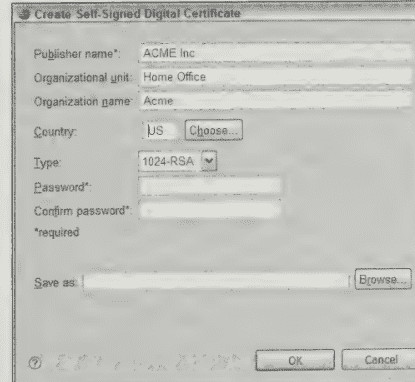 Create Self-Signed Digital Certificate
Publisher name*: ACME Inc
Organizational unit: Home Office
Organization name: Acme
Country: US Choose...
Type: 1024-RSA
Password*:
Confirm password*:
*required
Save as: Browse...
? OK Cancel